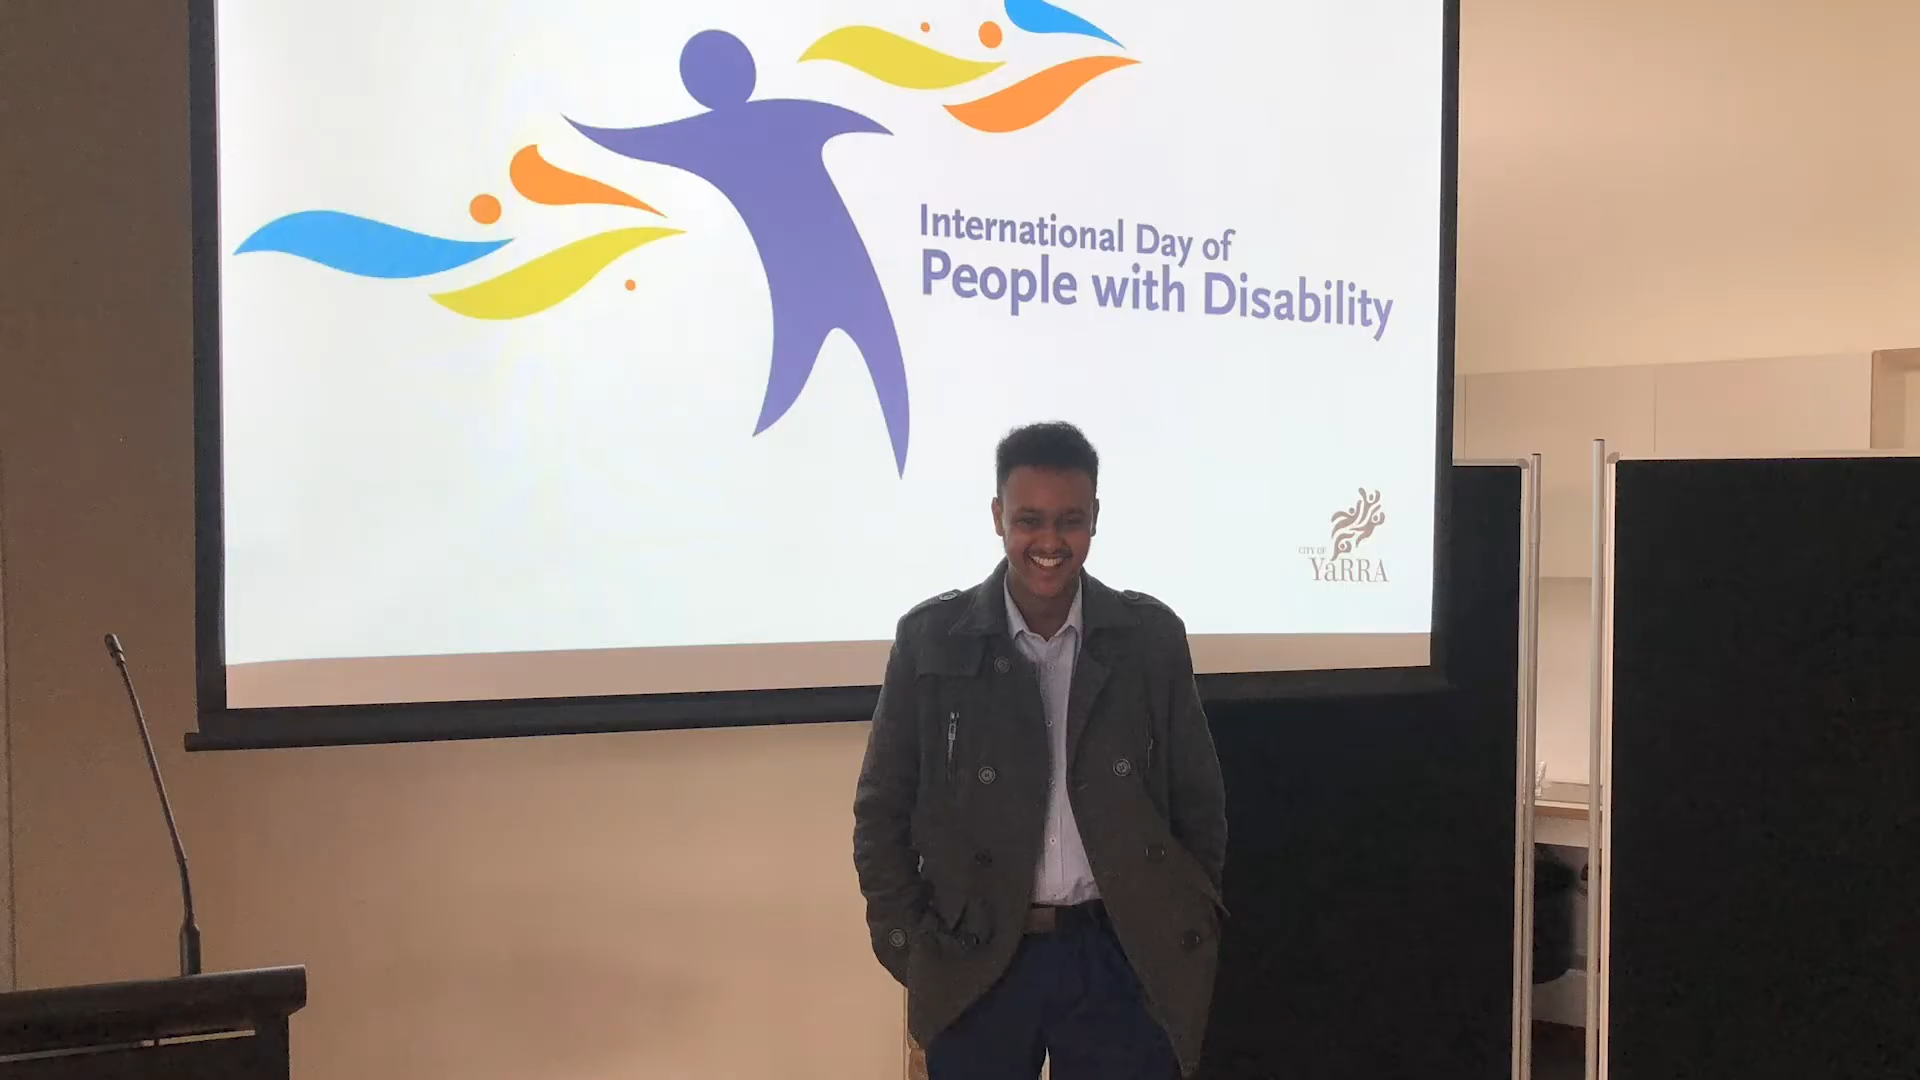 International Day of
People with Disability
CITY OF
YaRRA